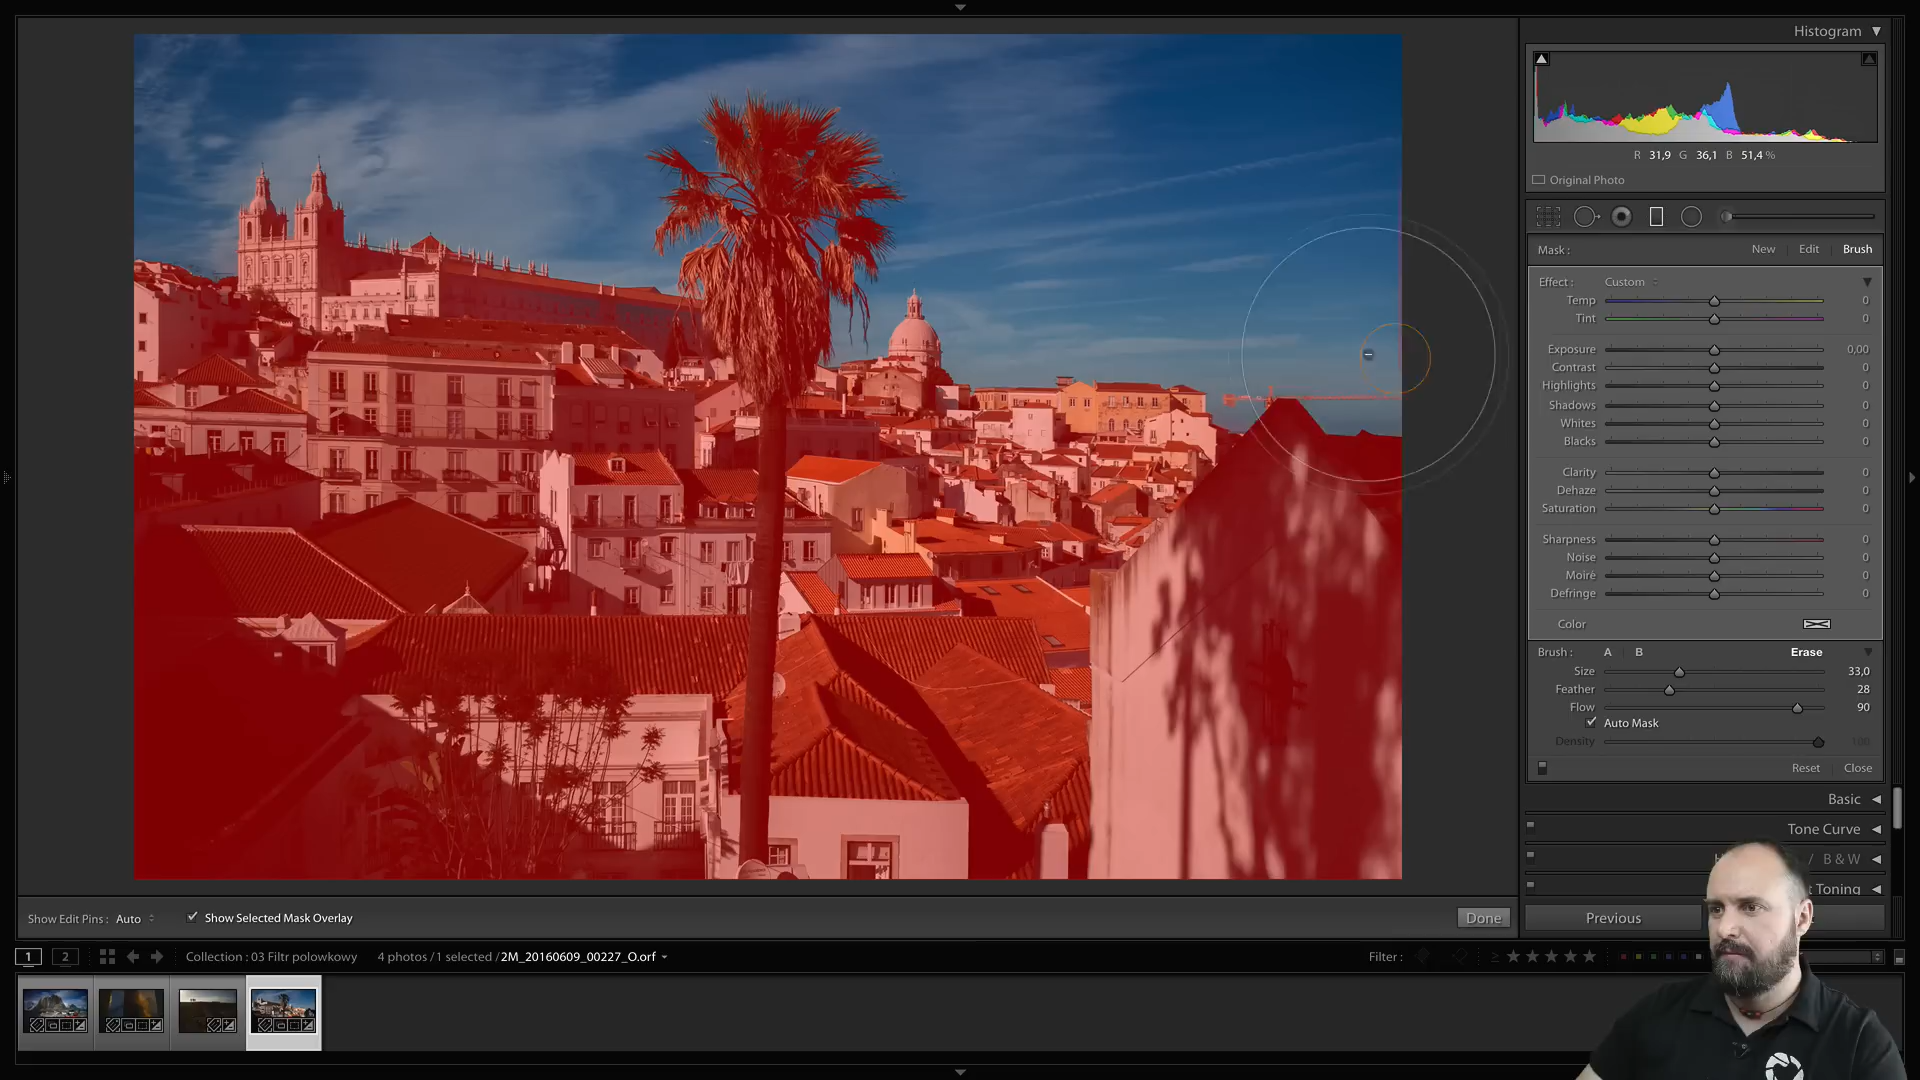 Histogram
R 31,9 G 36,1 B 51,4 %
Original Photo
Mask : New Edit Brush
Effect : Custom
Temp 0
Tint 0
Exposure 0,00
Contrast 0
Highlights 0
Shadows 0
Whites 0
Blacks 0
Clarity 0
Dehaze 0
Saturation 0
Sharpness 0
Noise 0
Moiré 0
Defringe 0
Color
Brush : A B Erase
Size 33,0
Feather 28
Flow 90
Auto Mask
Density 100
Reset Close
Basic
Tone Curve
H / B & W
t Toning
Show Edit Pins : Auto
Show Selected Mask Overlay
Done
Previous
1 2
Collection : 03 Filtr polowkowy
4 photos / 1 selected / 2M_20160609_00227_O.orf
Filter :